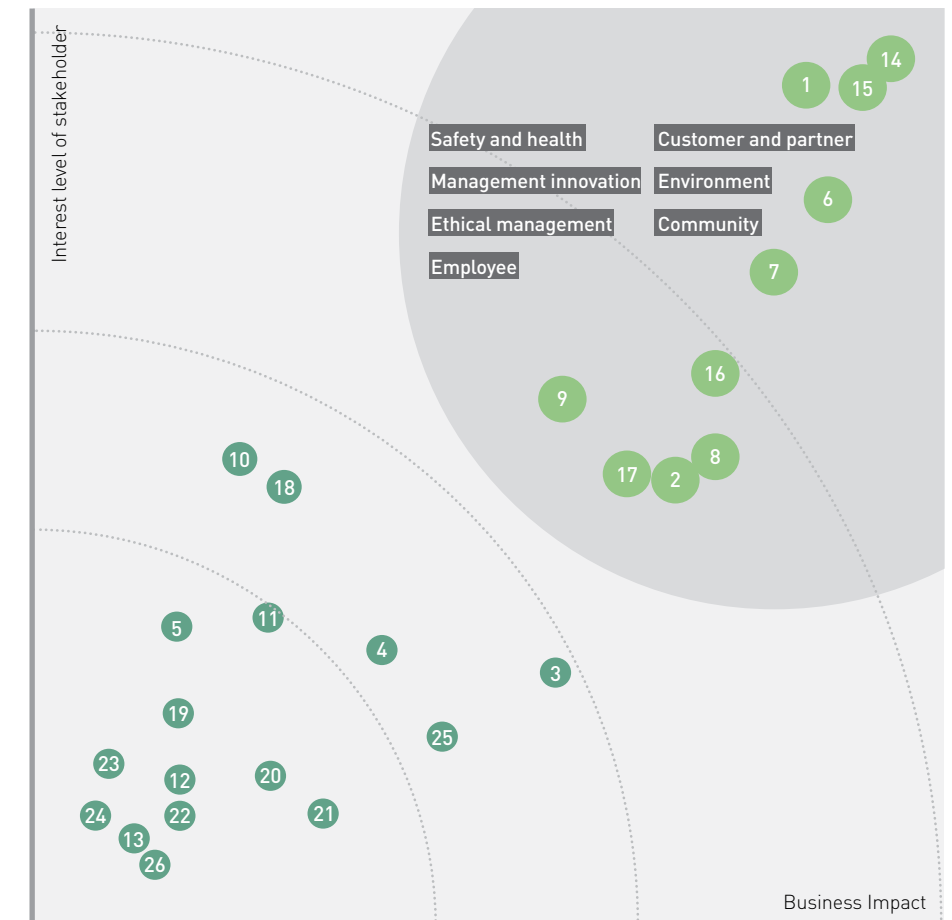 Interest level of stakeholder
14
1
15
Safety and health
Customer and partner
Management innovation
Environment
6
Ethical management
Community
Employee
7
16
9
8
10
17
2
18
11
5
4
3
19
25
23
20
12
21
24
22
13
26
Business Impact